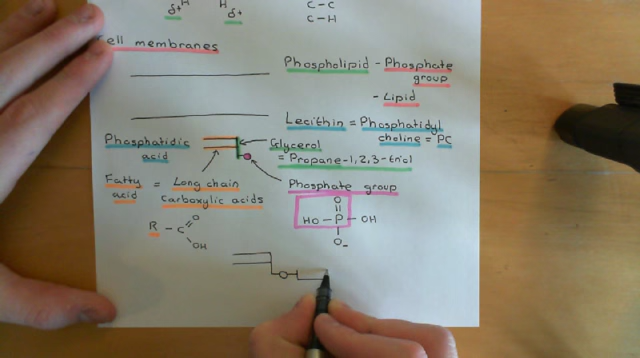 δ+ H H δ+
C - C
C - H
Cell membranes
Phospholipid - Phosphate
group
- Lipid
Lecithin = Phosphatidyl
choline = PC
Phosphatidic
acid
Glycerol
= Propane-1,2,3-triol
Fatty = Long chain
acid carboxylic acids
Phosphate group
R - C O
OH
O
HO - P - OH
O-